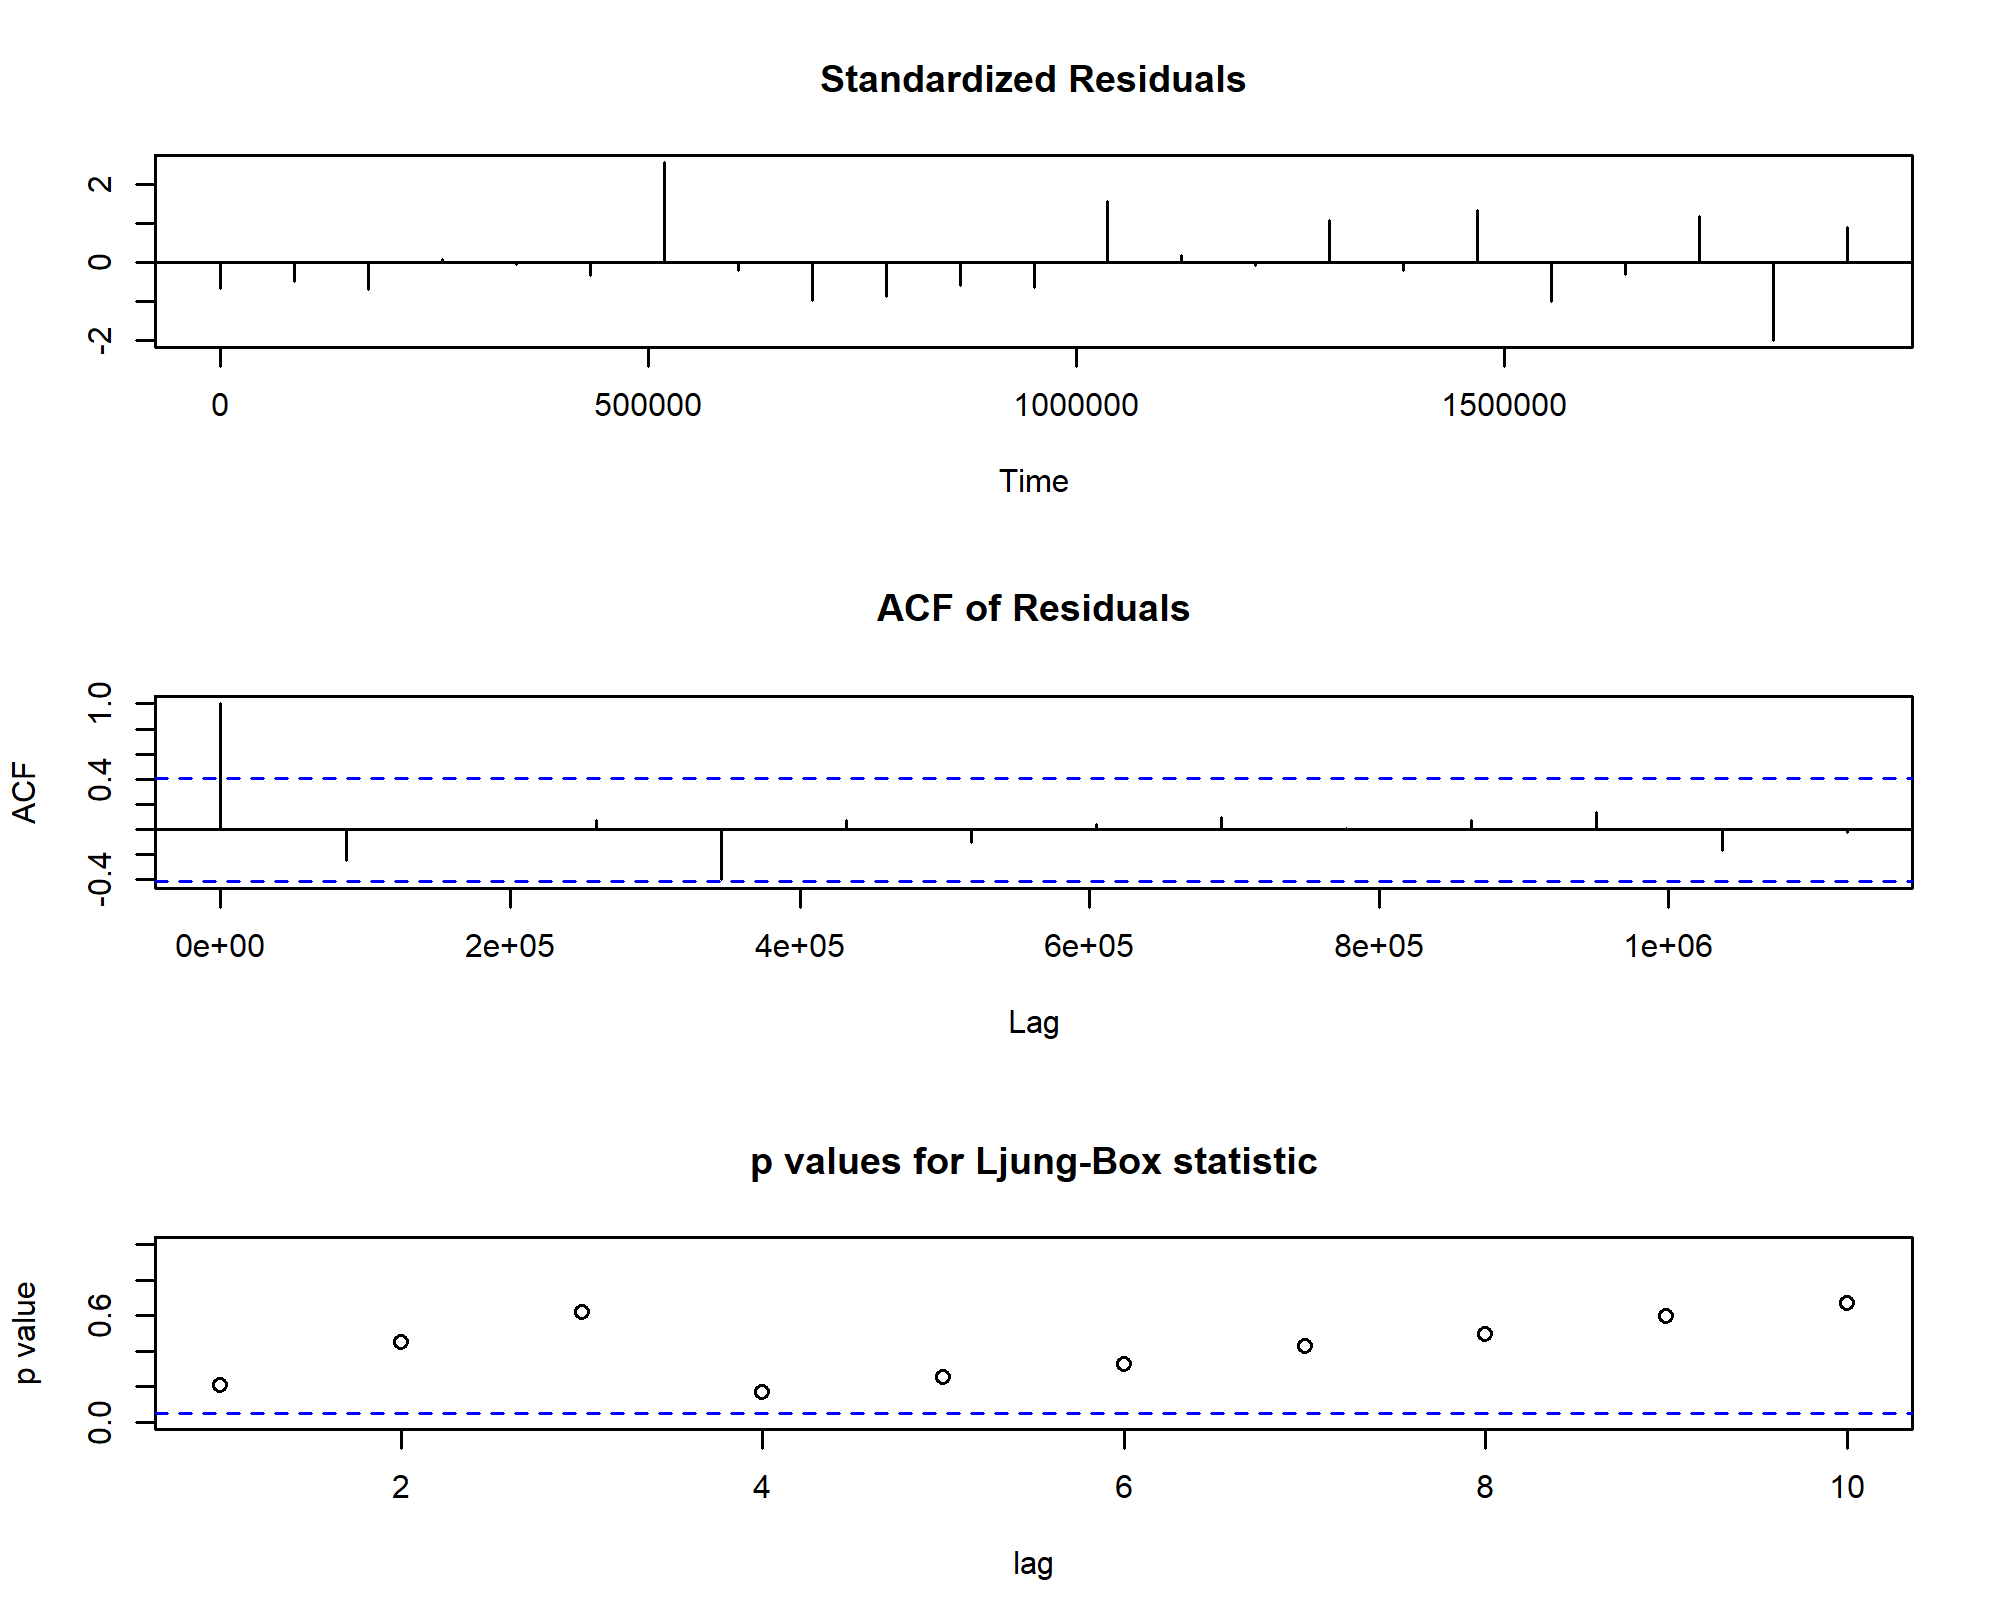 Standardized Residuals
2
0
-2
0 500000 1000000 1500000
Time
ACF of Residuals
1.0
0.4
-0.4
ACF
0e+00 2e+05 4e+05 6e+05 8e+05 1e+06
Lag
p values for Ljung-Box statistic
0.6
0.0
p value
2 4 6 8 10
lag